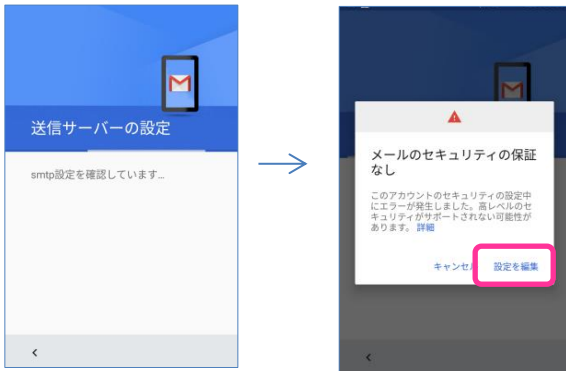 送信サーバーの設定
smtp設定を確認しています...
メールのセキュリティの保証
なし
このアカウントのセキュリティの設定中
にエラーが発生しました。高レベルのセ
キュリティがサポートされない可能性が
あります。 詳細
キャンセル 設定を編集